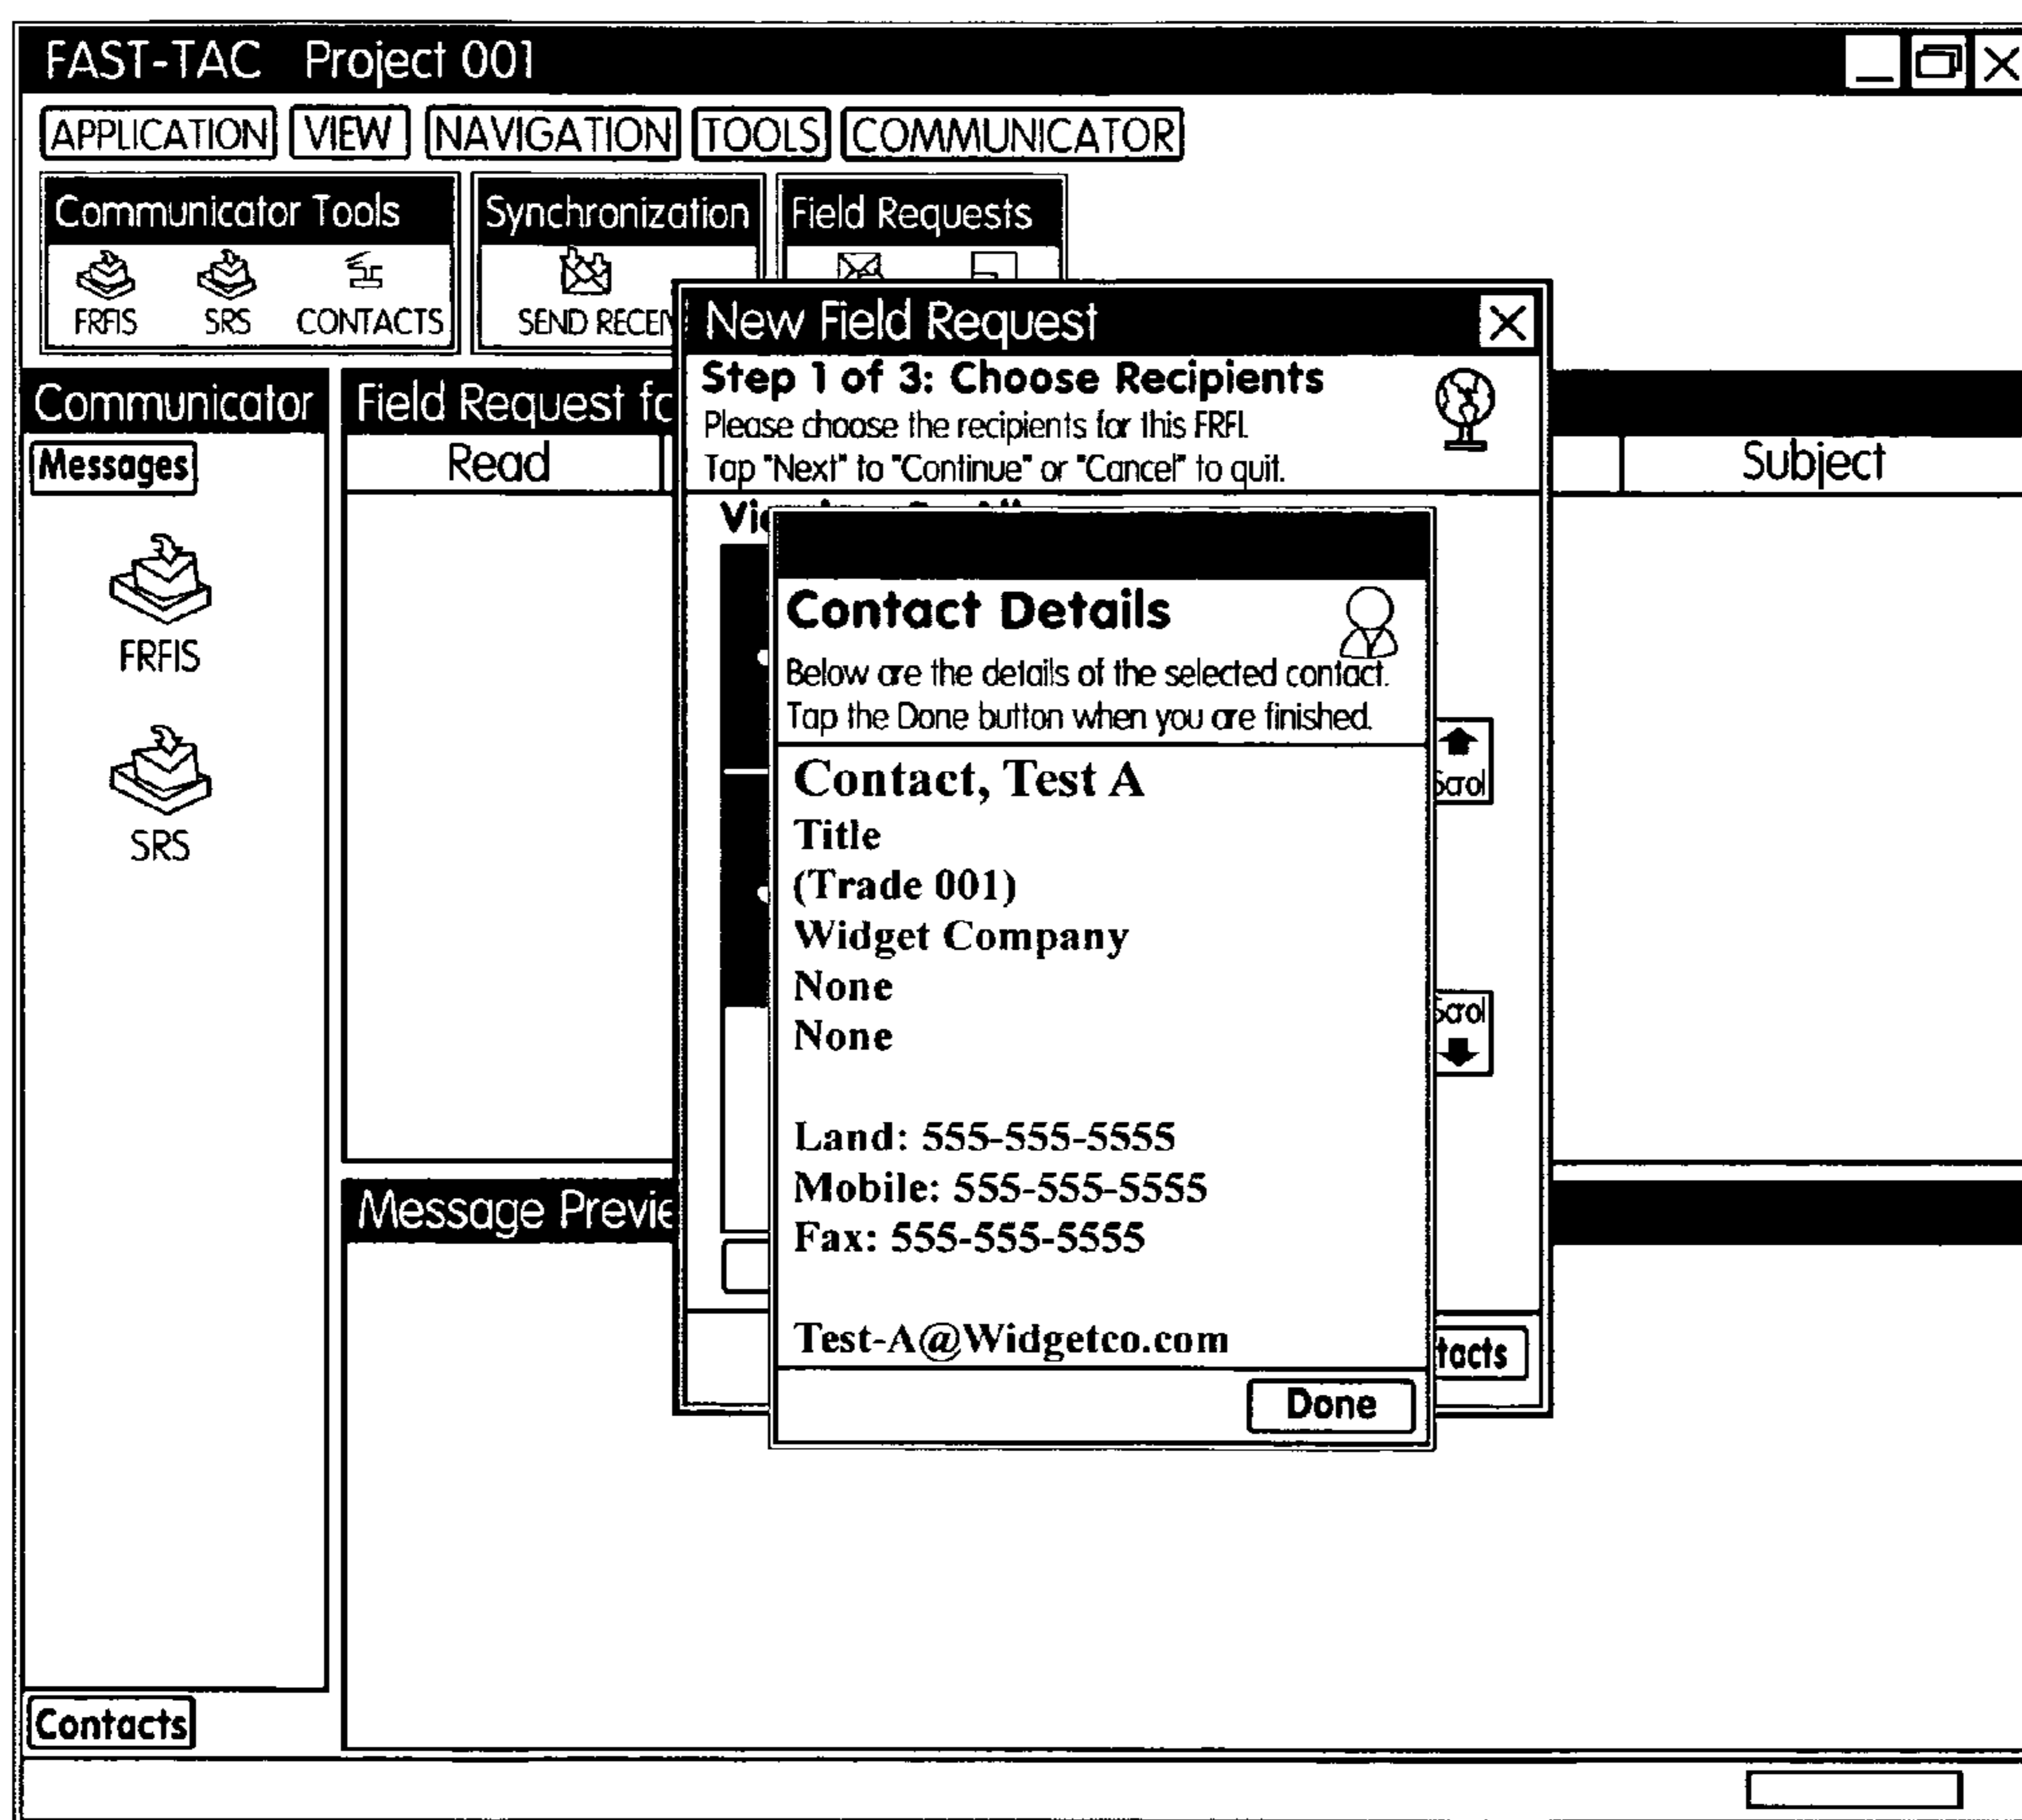 FAST-TAC Project 001
APPLICATION VIEW NAVIGATION TOOLS COMMUNICATOR
Communicator Tools Synchronization Field Requests
FRFIS SRS CONTACTS SEND
New Field Request
Step 1 of 3: Choose Recipients
Please choose the recipients for this FRFI.
Tap "Next" to "Continue" or "Cancel" to quit.
Communicator Field Request
Messages Read Subject
FRFIS
SRS
Contact Details
Below are the details of the selected contact.
Tap the Done button when you are finished.
Contact, Test A
Title
(Trade 001)
Widget Company
None
None
Land: 555-555-5555
Mobile: 555-555-5555
Fax: 555-555-5555
Test-A@Widgetco.com
Done
Message
Contacts